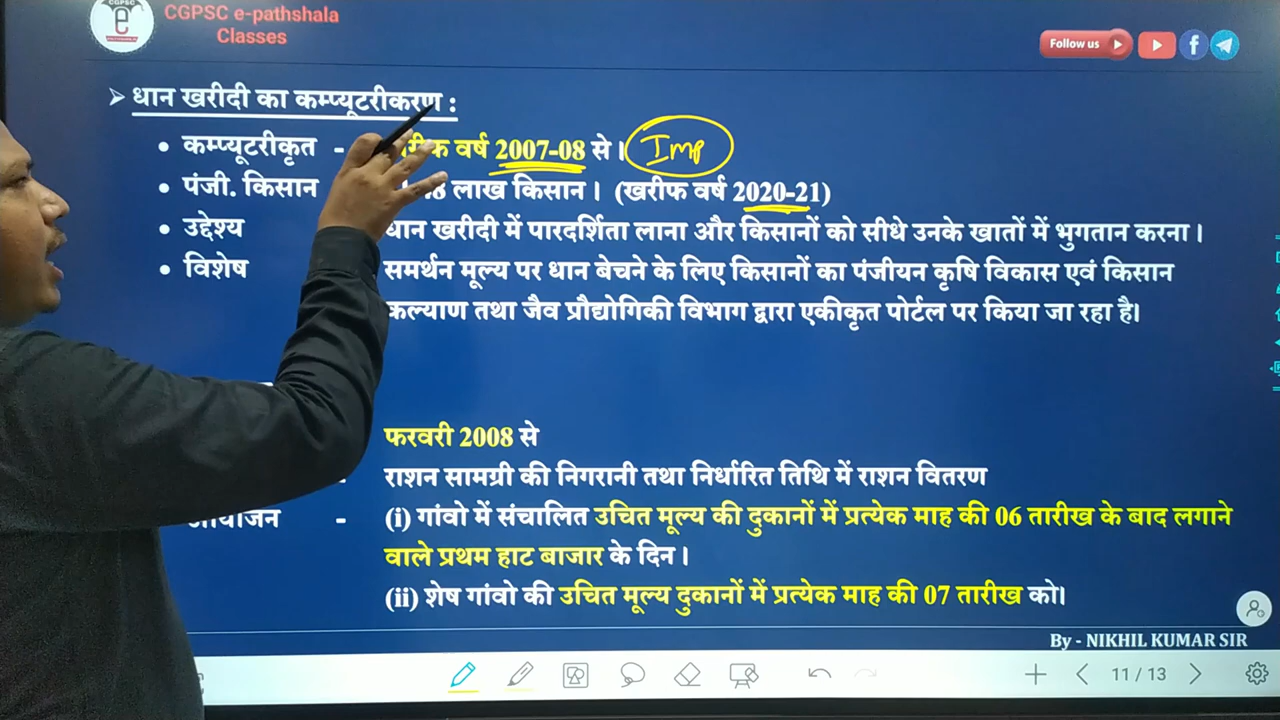 CGPSC e-pathshala
Classes
e
Follow us
➤ धान खरीदी का कम्प्यूटरीकरण :
• कम्प्यूटरीकृत - वर्ष 2007-08 से। Imp
• पंजी. किसान लाख किसान। (खरीफ वर्ष 2020-21)
• उद्देश्य धान खरीदी में पारदर्शिता लाना और किसानों को सीधे उनके खातों में भुगतान करना।
• विशेष समर्थन मूल्य पर धान बेचने के लिए किसानों का पंजीयन कृषि विकास एवं किसान
कल्याण तथा जैव प्रौद्योगिकी विभाग द्वारा एकीकृत पोर्टल पर किया जा रहा है।
फरवरी 2008 से
राशन सामग्री की निगरानी तथा निर्धारित तिथि में राशन वितरण
आयोजन - (i) गांवो में संचालित उचित मूल्य की दुकानों में प्रत्येक माह की 06 तारीख के बाद लगाने
वाले प्रथम हाट बाजार के दिन।
(ii) शेष गांवो की उचित मूल्य दुकानों में प्रत्येक माह की 07 तारीख को।
By - NIKHIL KUMAR SIR
11 / 13